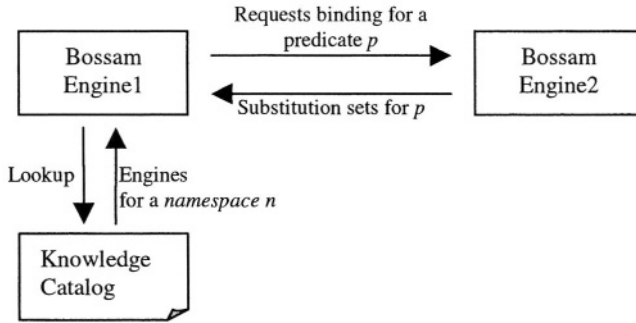 Requests binding for a
predicate p
Bossam
Engine1
Bossam
Engine2
Substitution sets for p
Lookup
Engines
for a namespace n
Knowledge
Catalog